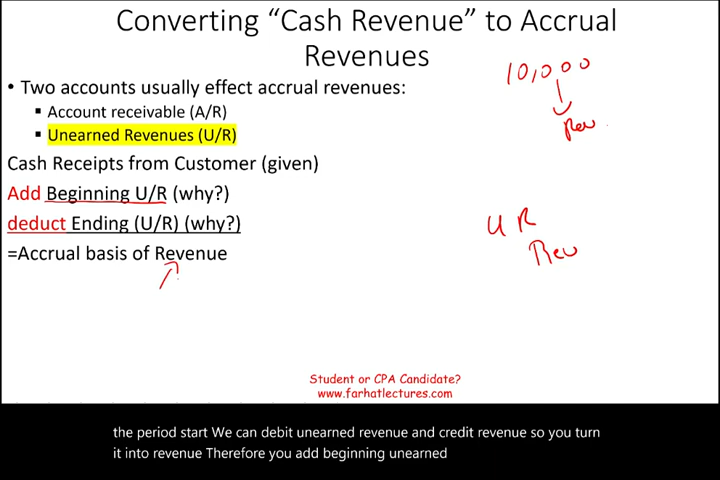 Converting “Cash Revenue” to Accrual
Revenues
10,000
Rev
• Two accounts usually effect accrual revenues:
▪ Account receivable (A/R)
▪ Unearned Revenues (U/R)
Cash Receipts from Customer (given)
Add Beginning U/R (why?)
deduct Ending (U/R) (why?)
=Accrual basis of Revenue
U R
Rev
Student or CPA Candidate?
www.farhatlectures.com
the period start We can debit unearned revenue and credit revenue so you turn
it into revenue Therefore you add beginning unearned